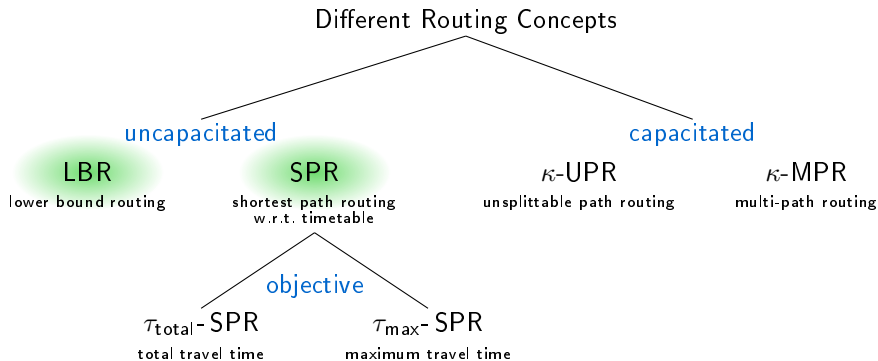 Different Routing Concepts
uncapacitated
capacitated
LBR
SPR
κ-UPR
κ-MPR
lower bound routing
shortest path routing
w.r.t. timetable
unsplittable path routing
multi-path routing
objective
τtotal-SPR
τmax-SPR
total travel time
maximum travel time